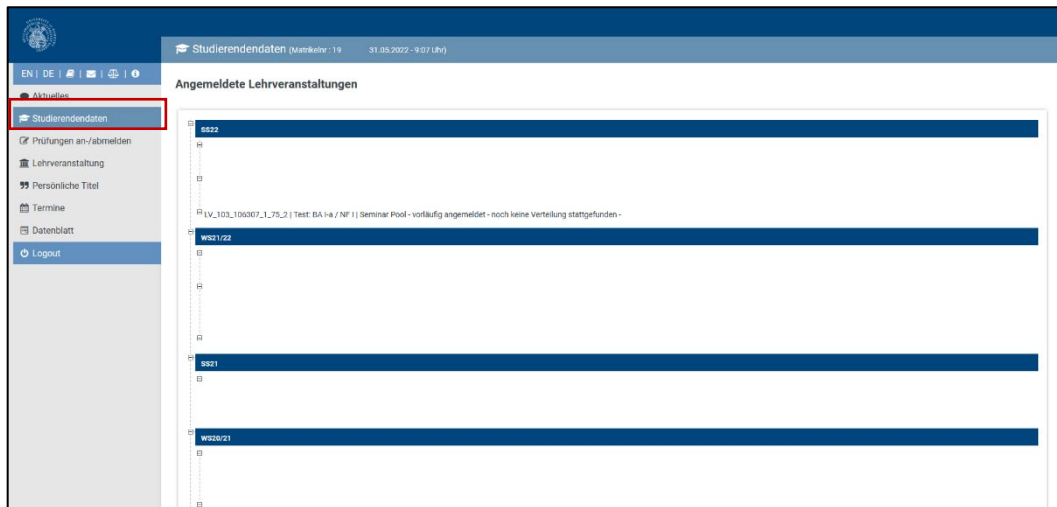 Studierendendaten (Matrikelnr : 19 31.05.2022 - 9:07 Uhr)
EN | DE | | | |
Aktuelles
Studierendendaten
Prüfungen an-/abmelden
Lehrveranstaltung
Persönliche Titel
Termine
Datenblatt
Logout
Angemeldete Lehrveranstaltungen
SS22
LV_103_106307_1_75_2 | Test: BA I-a / NF I | Seminar Pool - vorläufig angemeldet - noch keine Verteilung stattgefunden -
WS21/22
SS21
WS20/21